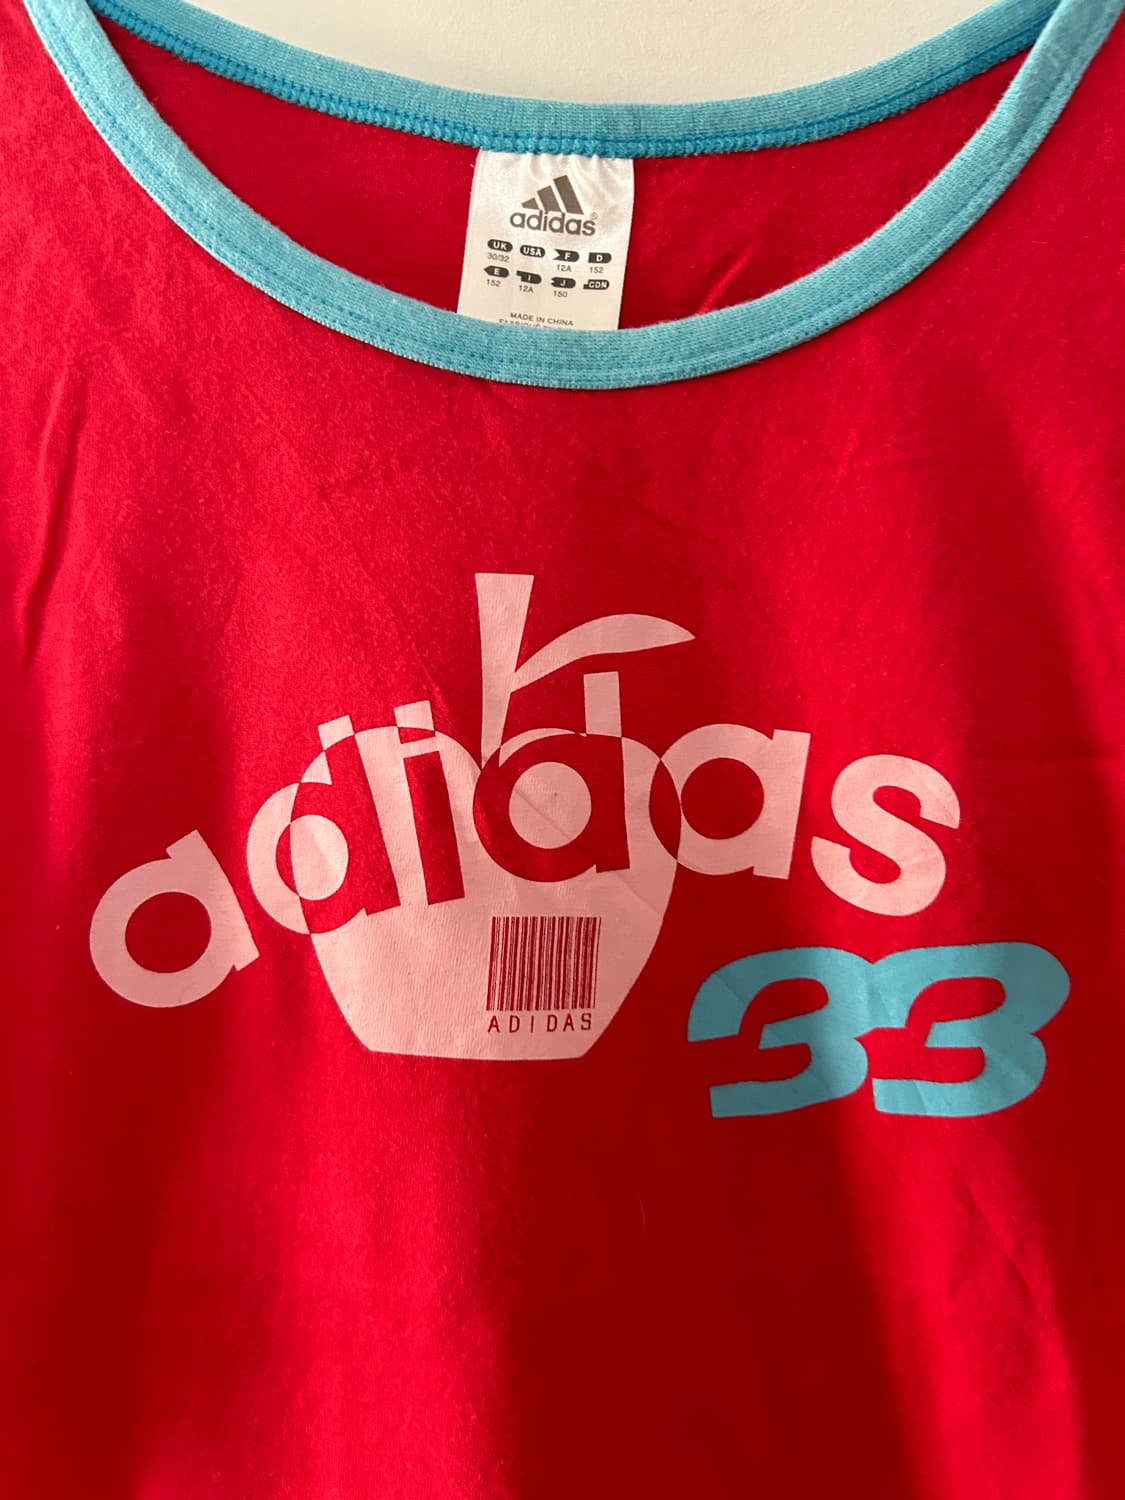 adidas®
UK USA F D
30/32 12A 152
E I J CDN
152 12A 150
MADE IN CHINA
adidas
ADIDAS
33